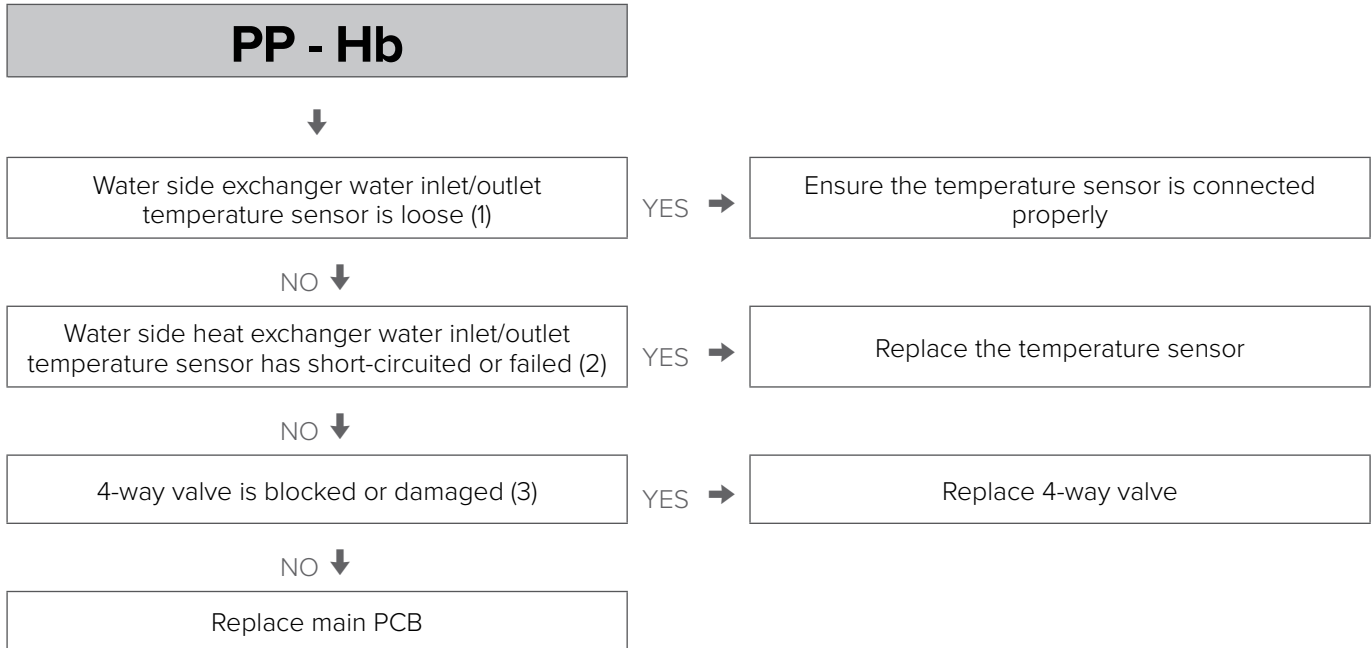 PP - Hb
Water side exchanger water inlet/outlet
temperature sensor is loose (1)
YES
Ensure the temperature sensor is connected
properly
NO
Water side heat exchanger water inlet/outlet
temperature sensor has short-circuited or failed (2)
YES
Replace the temperature sensor
NO
4-way valve is blocked or damaged (3)
YES
Replace 4-way valve
NO
Replace main PCB